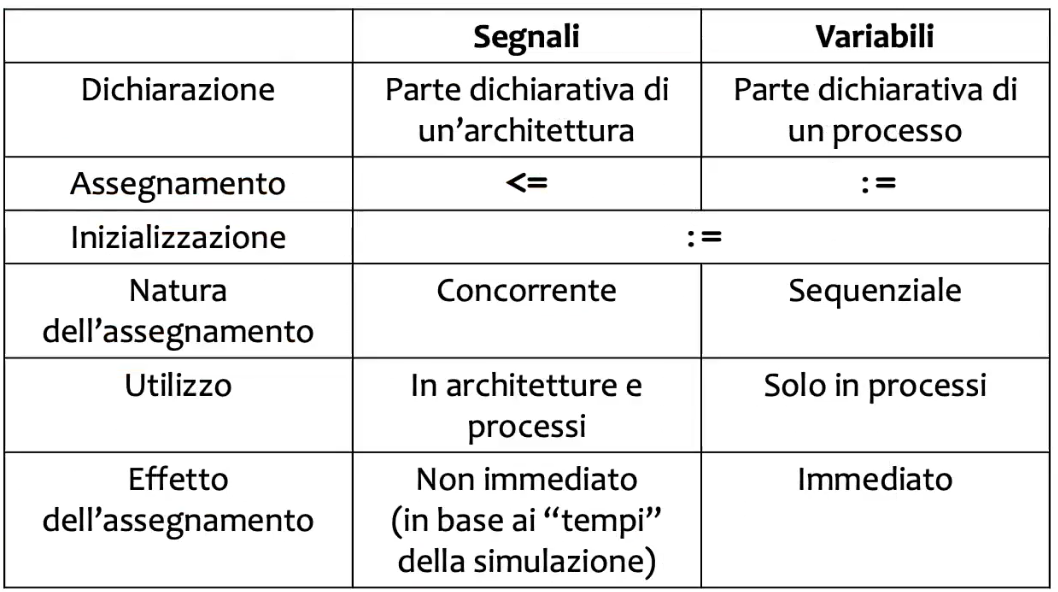 Segnali Variabili
Dichiarazione Parte dichiarativa di Parte dichiarativa di
un’architettura un processo
Assegnamento <= :=
Inizializzazione :=
Natura Concorrente Sequenziale
dell’assegnamento
Utilizzo In architetture e Solo in processi
processi
Effetto Non immediato Immediato
dell’assegnamento (in base ai “tempi”
della simulazione)